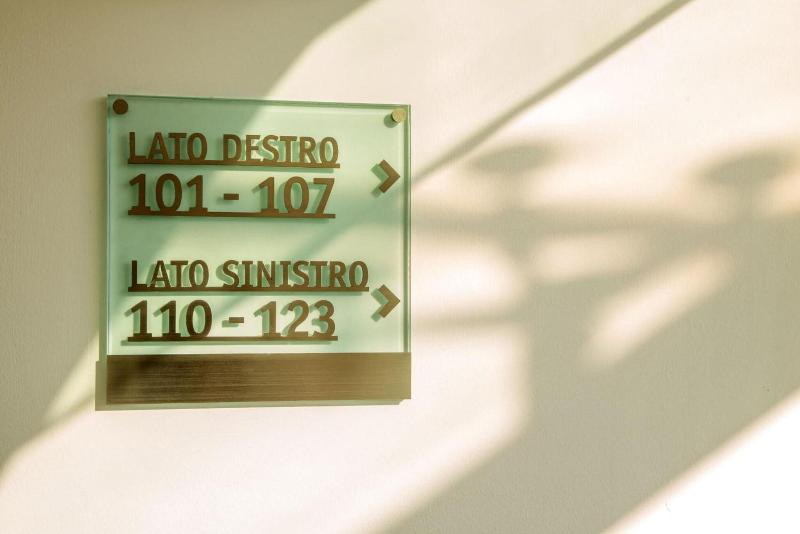 LATO DESTRO
101 - 107
LATO SINISTRO
110 - 123